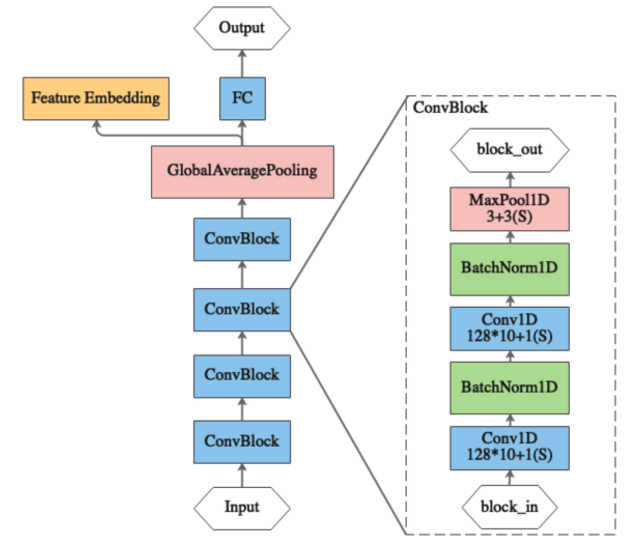 Output
Feature Embedding
FC
GlobalAveragePooling
ConvBlock
ConvBlock
ConvBlock
ConvBlock
Input
ConvBlock
block_out
MaxPool1D
3+3(S)
BatchNorm1D
Conv1D
128*10+1(S)
BatchNorm1D
Conv1D
128*10+1(S)
block_in